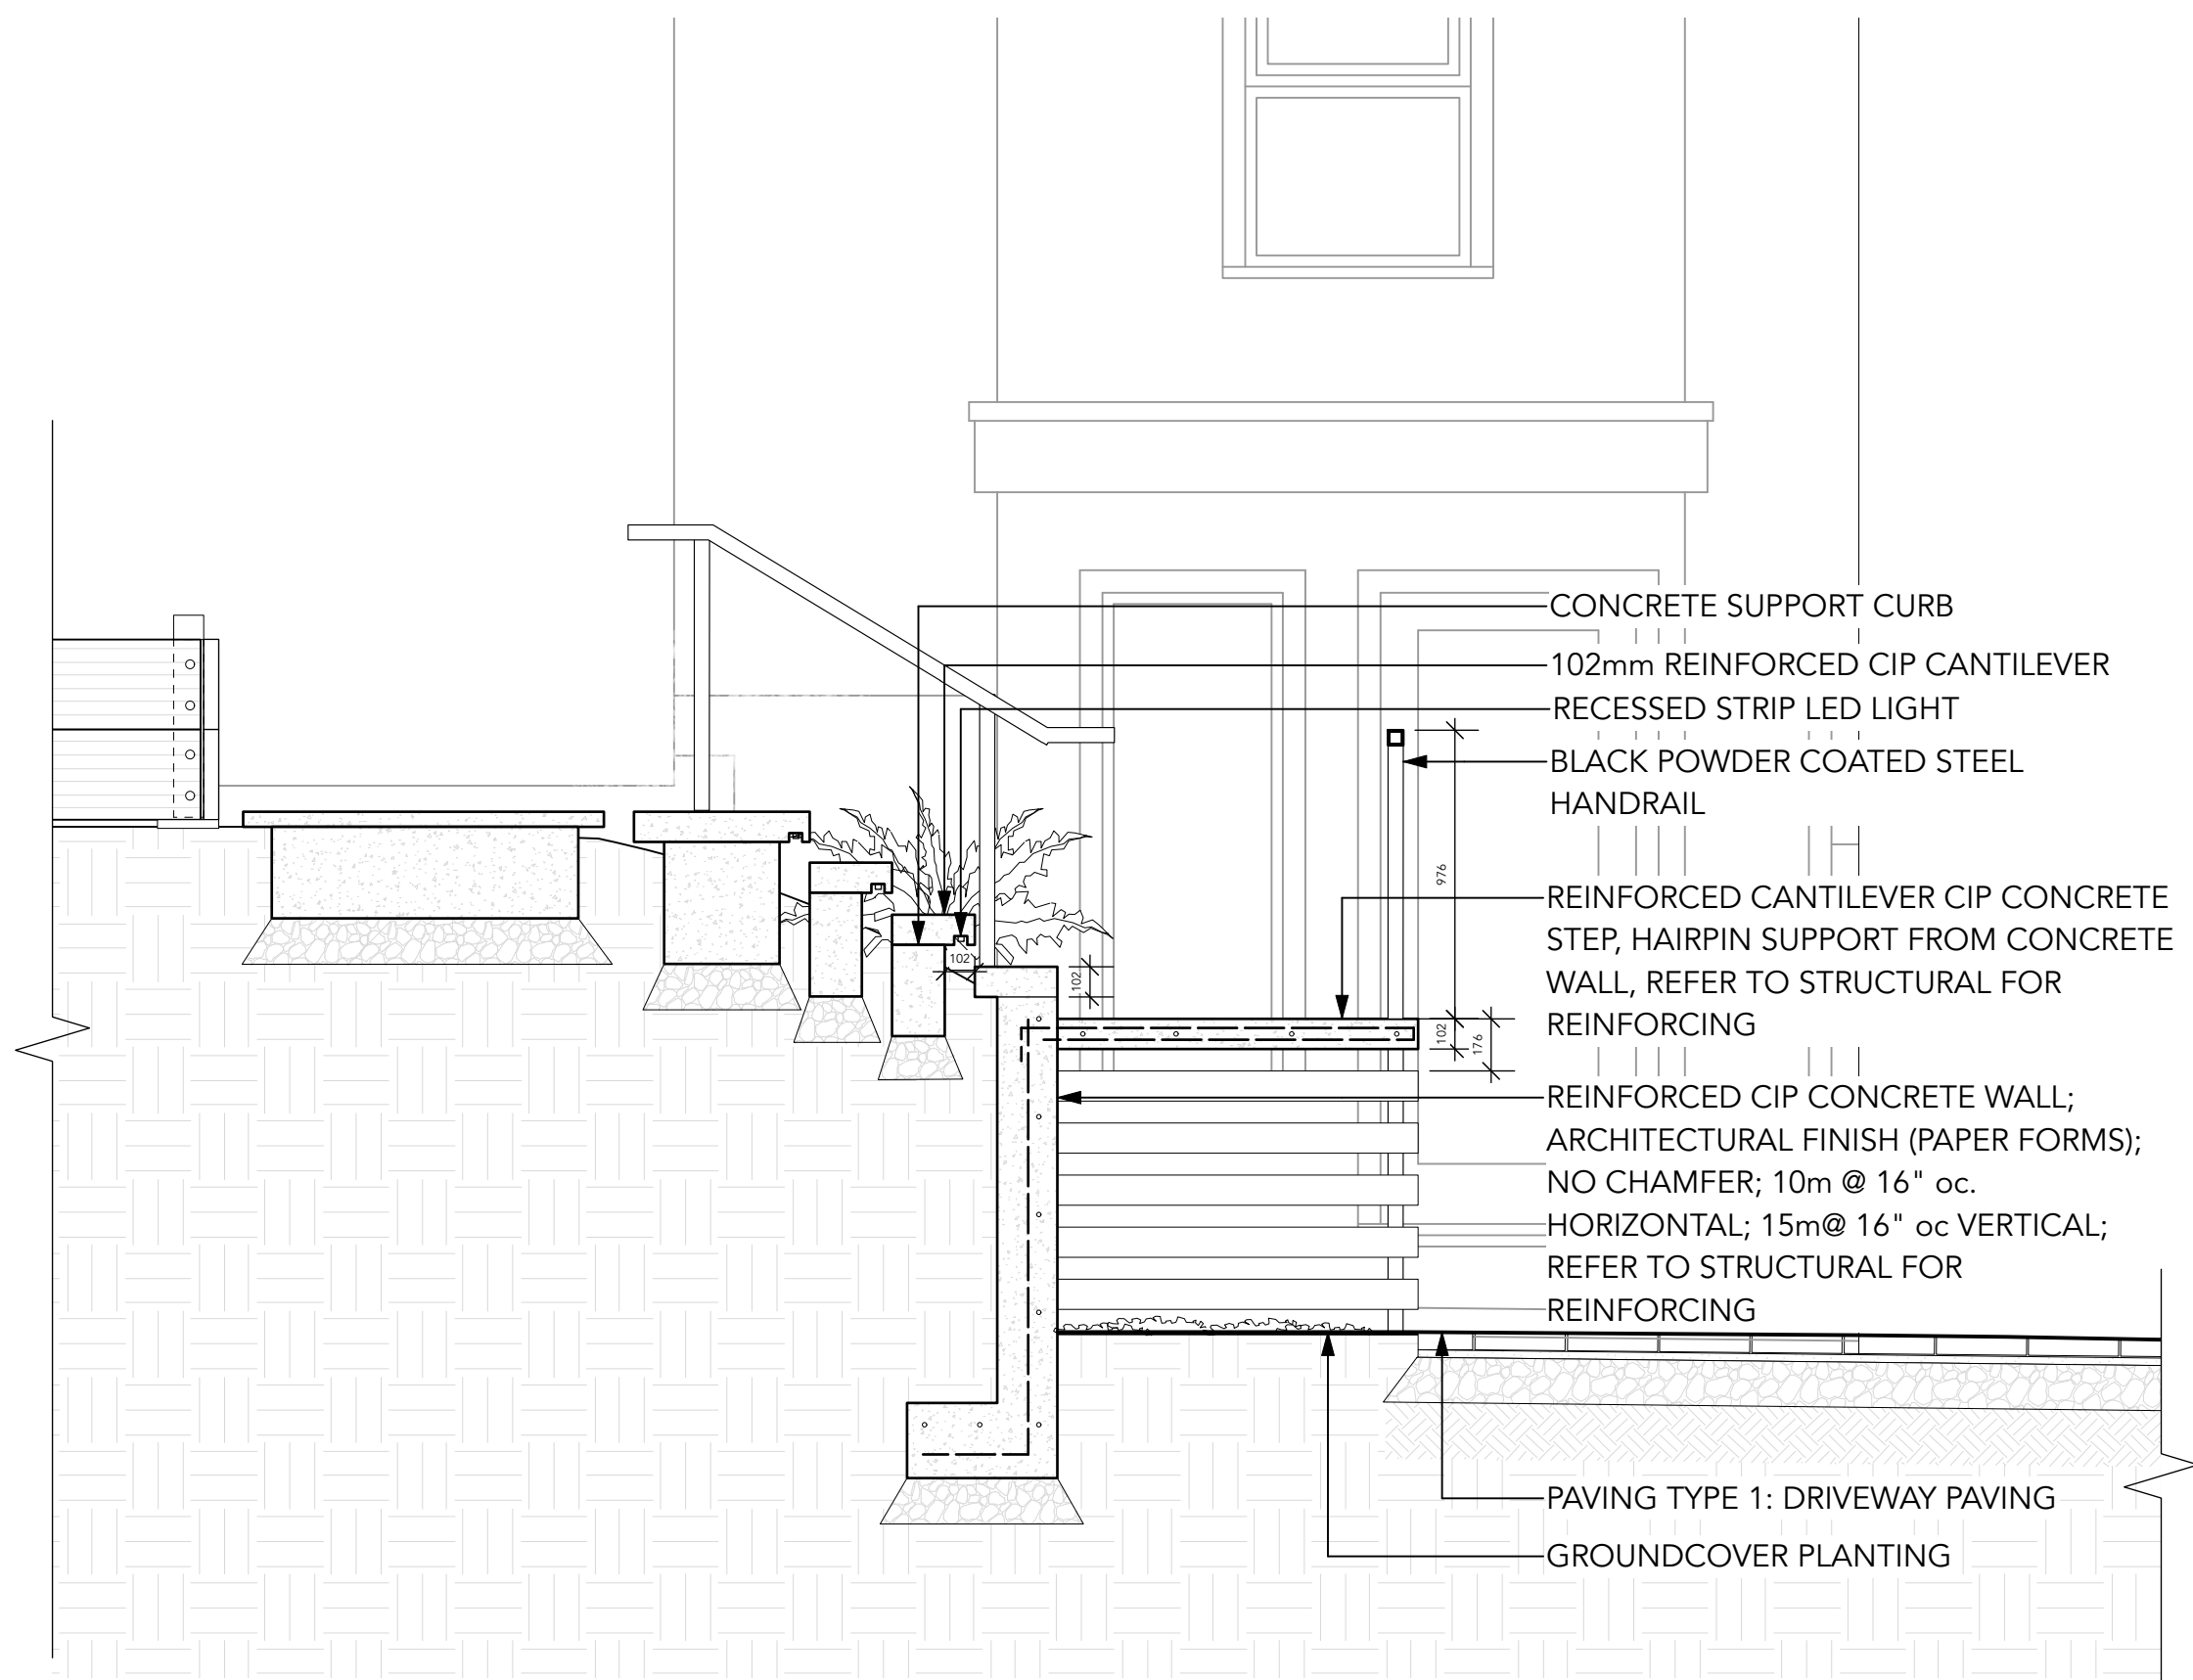 CONCRETE SUPPORT CURB
102mm REINFORCED CIP CANTILEVER
RECESSED STRIP LED LIGHT
BLACK POWDER COATED STEEL
HANDRAIL
976
REINFORCED CANTILEVER CIP CONCRETE
STEP, HAIRPIN SUPPORT FROM CONCRETE
WALL, REFER TO STRUCTURAL FOR
REINFORCING
102
102
102
176
REINFORCED CIP CONCRETE WALL;
ARCHITECTURAL FINISH (PAPER FORMS);
NO CHAMFER; 10m @ 16" oc.
HORIZONTAL; 15m@ 16" oc VERTICAL;
REFER TO STRUCTURAL FOR
REINFORCING
PAVING TYPE 1: DRIVEWAY PAVING
GROUNDCOVER PLANTING